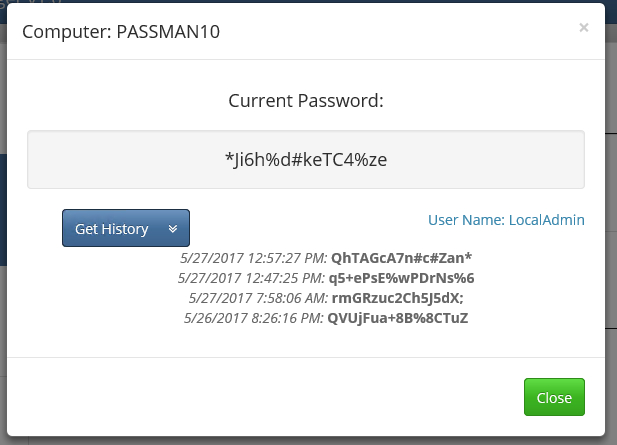 Computer: PASSMAN10
×
Current Password:
*Ji6h%d#keTC4%ze
Get History
User Name: LocalAdmin
5/27/2017 12:57:27 PM: QhTAGcA7n#c#Zan*
5/27/2017 12:47:25 PM: q5+ePsE%wPDrNs%6
5/27/2017 7:58:06 AM: rmGRzuc2Ch5J5dX;
5/26/2017 8:26:16 PM: QVUjFua+8B%8CTuZ
Close